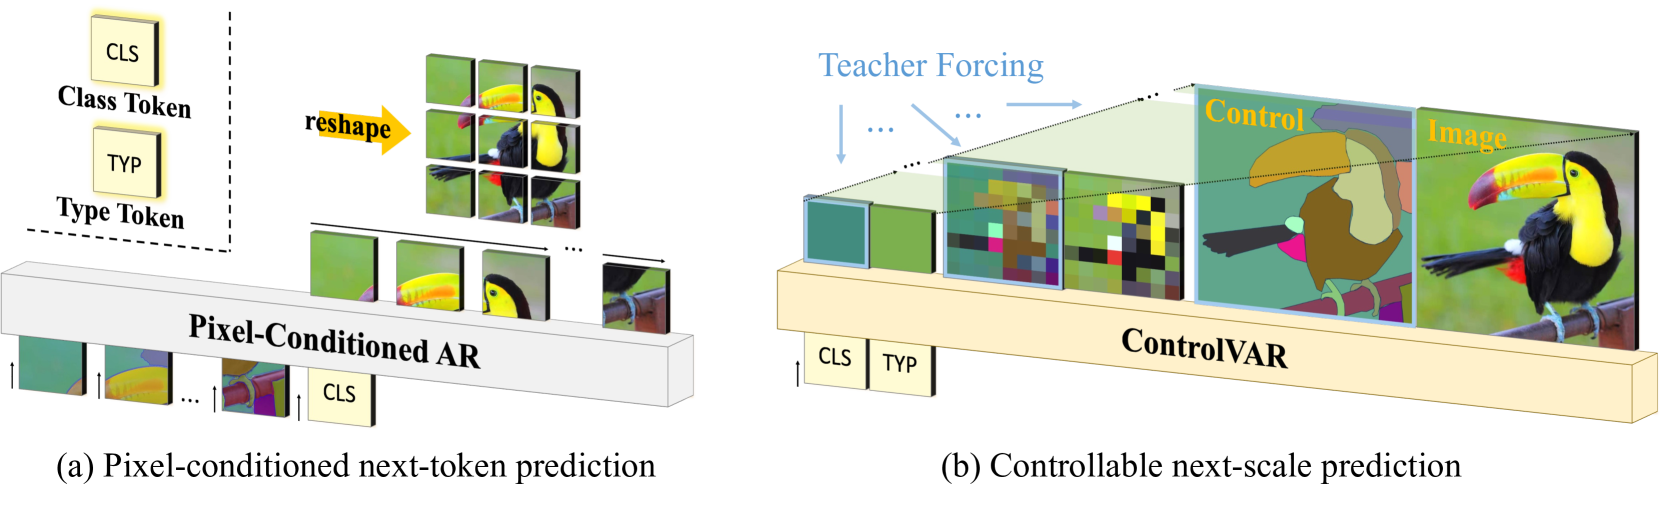 CLS
Class Token
TYP
Type Token
reshape
...
Pixel-Conditioned AR
...
CLS
(a) Pixel-conditioned next-token prediction
Teacher Forcing
...
...
...
...
Control
Image
ControlVAR
CLS
TYP
(b) Controllable next-scale prediction